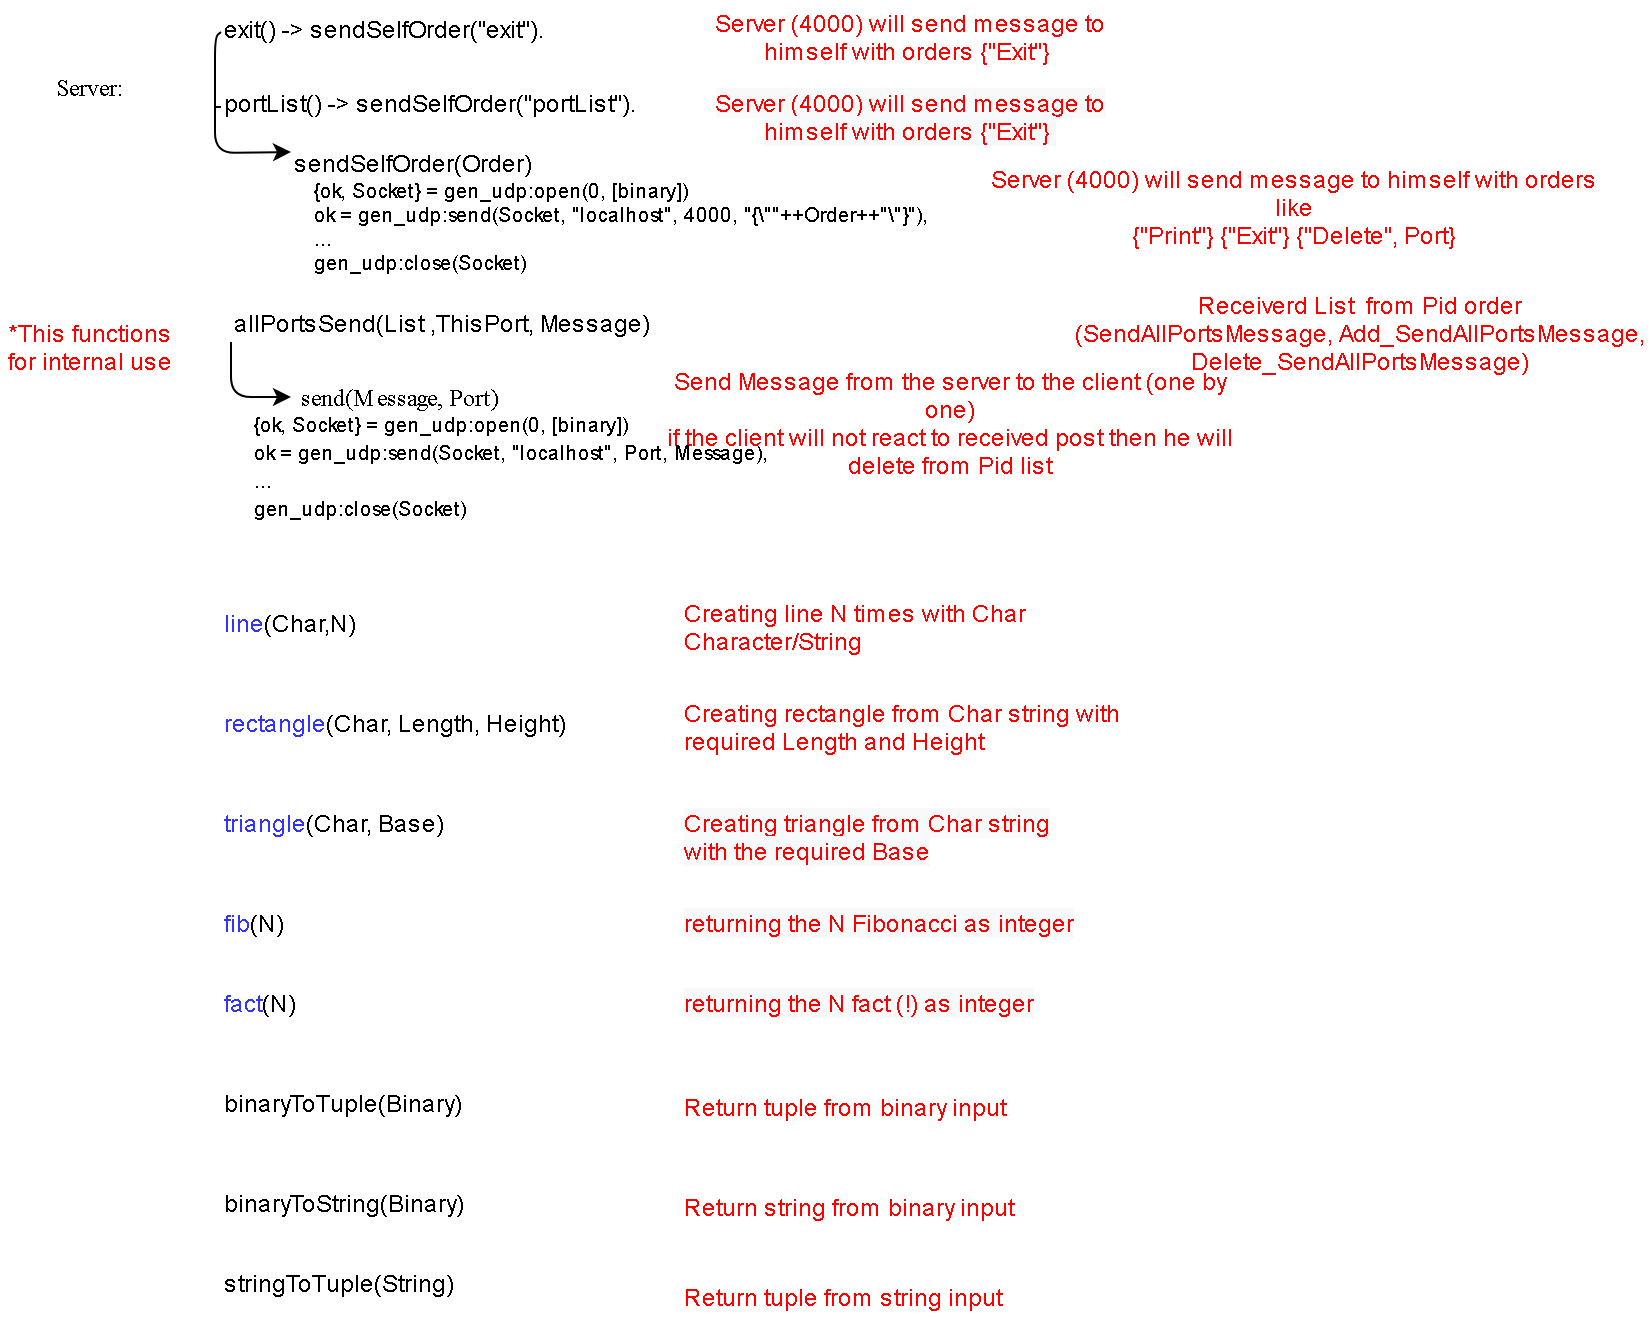 exit() -> sendSelfOrder("exit").
Server (4000) will send message to
himself with orders {"Exit"}
Server:
portList() -> sendSelfOrder("portList").
Server (4000) will send message to
himself with orders {"Exit"}
sendSelfOrder(Order)
{ok, Socket} = gen_udp:open(0, [binary])
ok = gen_udp:send(Socket, "localhost", 4000, "{\""++Order++"\"}"),
...
gen_udp:close(Socket)
Server (4000) will send message to himself with orders
like
{"Print"} {"Exit"} {"Delete", Port}
*This functions
for internal use
allPortsSend(List ,ThisPort, Message)
Receiverd List from Pid order
(SendAllPortsMessage, Add_SendAllPortsMessage,
Delete_SendAllPortsMessage)
send(Message, Port)
{ok, Socket} = gen_udp:open(0, [binary])
ok = gen_udp:send(Socket, "localhost", Port, Message),
...
gen_udp:close(Socket)
Send Message from the server to the client (one by
one)
if the client will not react to received post then he will
delete from Pid list
line(Char,N)
Creating line N times with Char
Character/String
rectangle(Char, Length, Height)
Creating rectangle from Char string with
required Length and Height
triangle(Char, Base)
Creating triangle from Char string
with the required Base
fib(N)
returning the N Fibonacci as integer
fact(N)
returning the N fact (!) as integer
binaryToTuple(Binary)
Return tuple from binary input
binaryToString(Binary)
Return string from binary input
stringToTuple(String)
Return tuple from string input